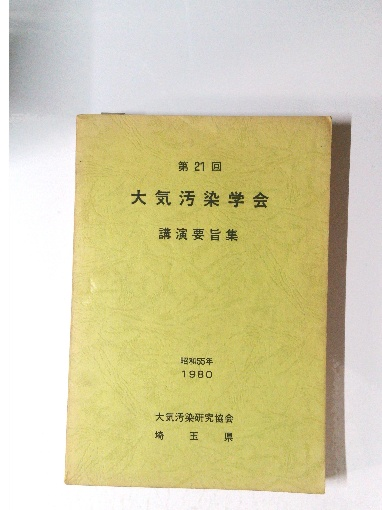 第21回
大気汚染学会
講演要旨集
昭和55年
1980
大気汚染研究協会
埼玉県